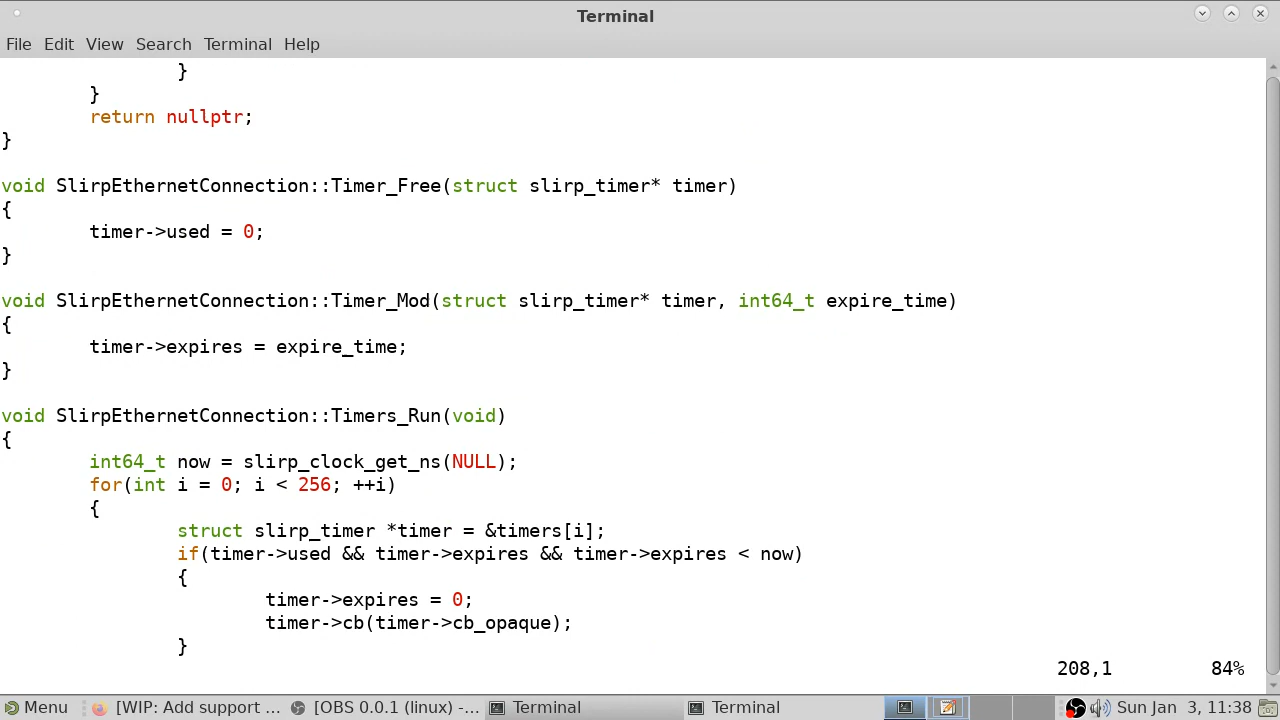 Terminal
File Edit View Search Terminal Help
}
}
return nullptr;
}
void SlirpEthernetConnection::Timer_Free(struct slirp_timer* timer)
{
timer->used = 0;
}
void SlirpEthernetConnection::Timer_Mod(struct slirp_timer* timer, int64_t expire_time)
{
timer->expires = expire_time;
}
void SlirpEthernetConnection::Timers_Run(void)
{
int64_t now = slirp_clock_get_ns(NULL);
for(int i = 0; i < 256; ++i)
{
struct slirp_timer *timer = &timers[i];
if(timer->used && timer->expires && timer->expires < now)
{
timer->expires = 0;
timer->cb(timer->cb_opaque);
}
208,1 84%
Menu [WIP: Add support ... [OBS 0.0.1 (linux) -... Terminal Terminal Sun Jan 3, 11:38